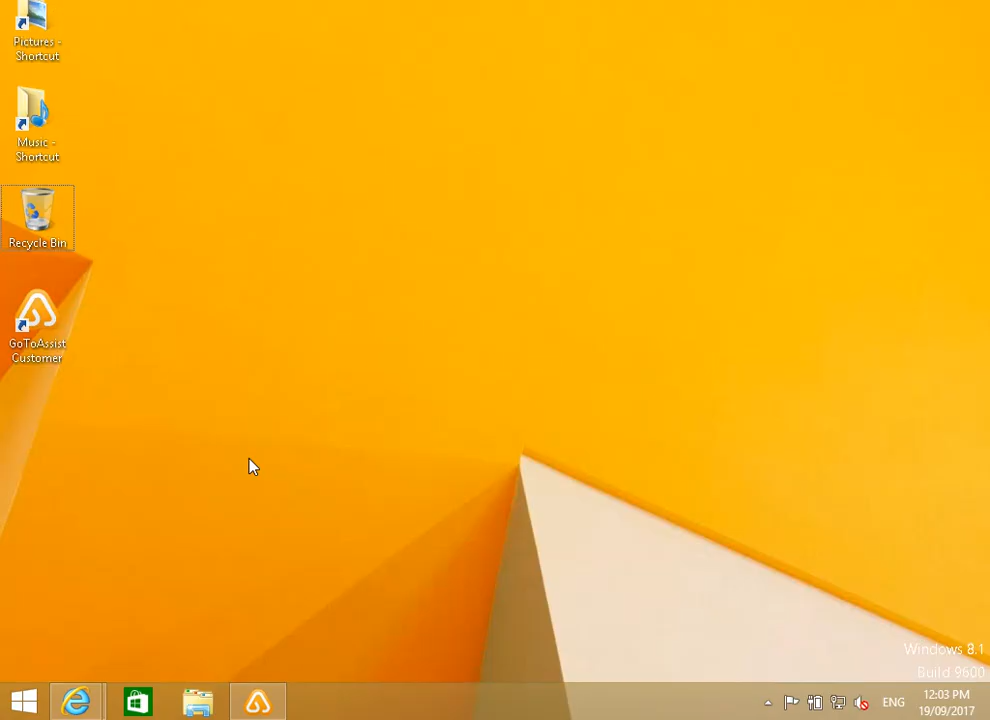 Pictures -
Shortcut
Music -
Shortcut
Recycle Bin
GoToAssist
Customer
Windows 8.1
Build 9600
ENG
12:03 PM
19/09/2017